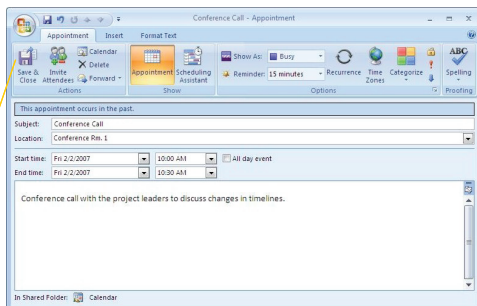 Conference Call - Appointment
Appointment Insert Format Text
Save & Close
Invite Attendees
Calendar
Delete
Forward
Actions
Appointment
Scheduling Assistant
Show
Show As: Busy
Reminder: 15 minutes
Recurrence
Time Zones
Categorize
Options
ABC
Spelling
Proofing
This appointment occurs in the past.
Subject: Conference Call
Location: Conference Rm. 1
Start time: Fri 2/2/2007 10:00 AM All day event
End time: Fri 2/2/2007 10:30 AM
Conference call with the project leaders to discuss changes in timelines.
In Shared Folder: Calendar